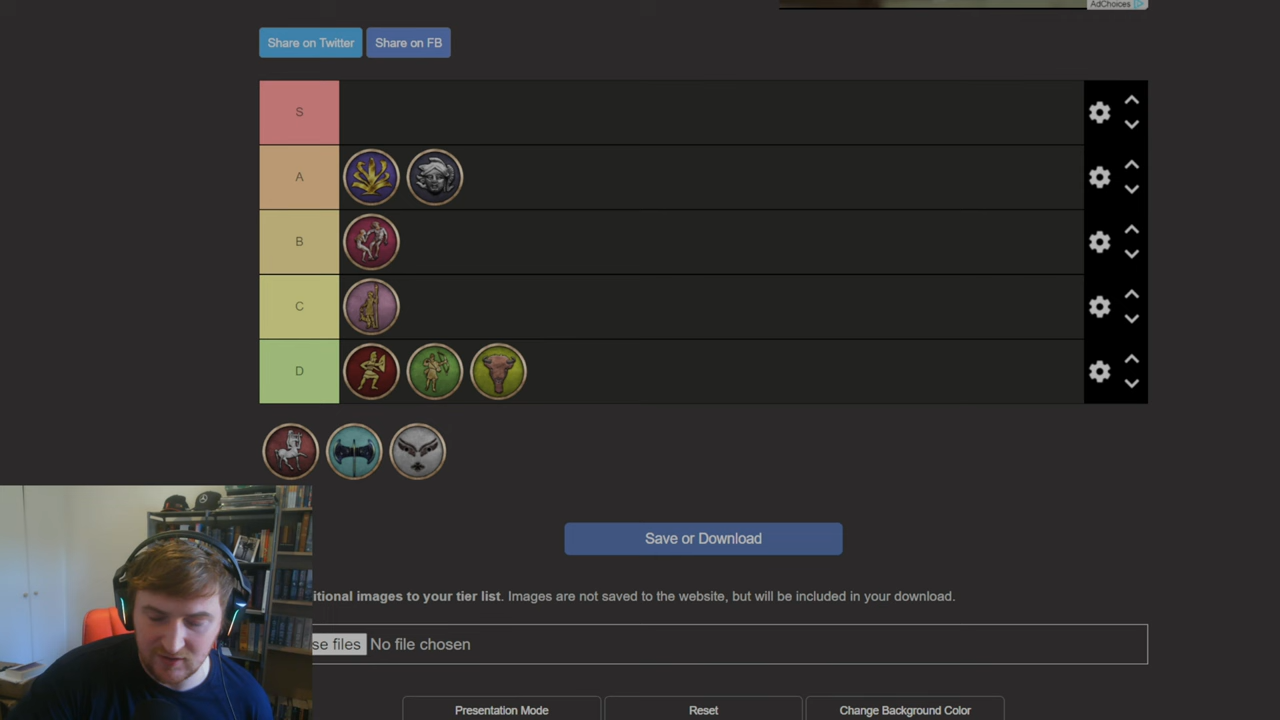 AdChoices
Share on Twitter
Share on FB
S
A
B
C
D
Save or Download
itional images to your tier list. Images are not saved to the website, but will be included in your download.
se files No file chosen
Presentation Mode
Reset
Change Background Color